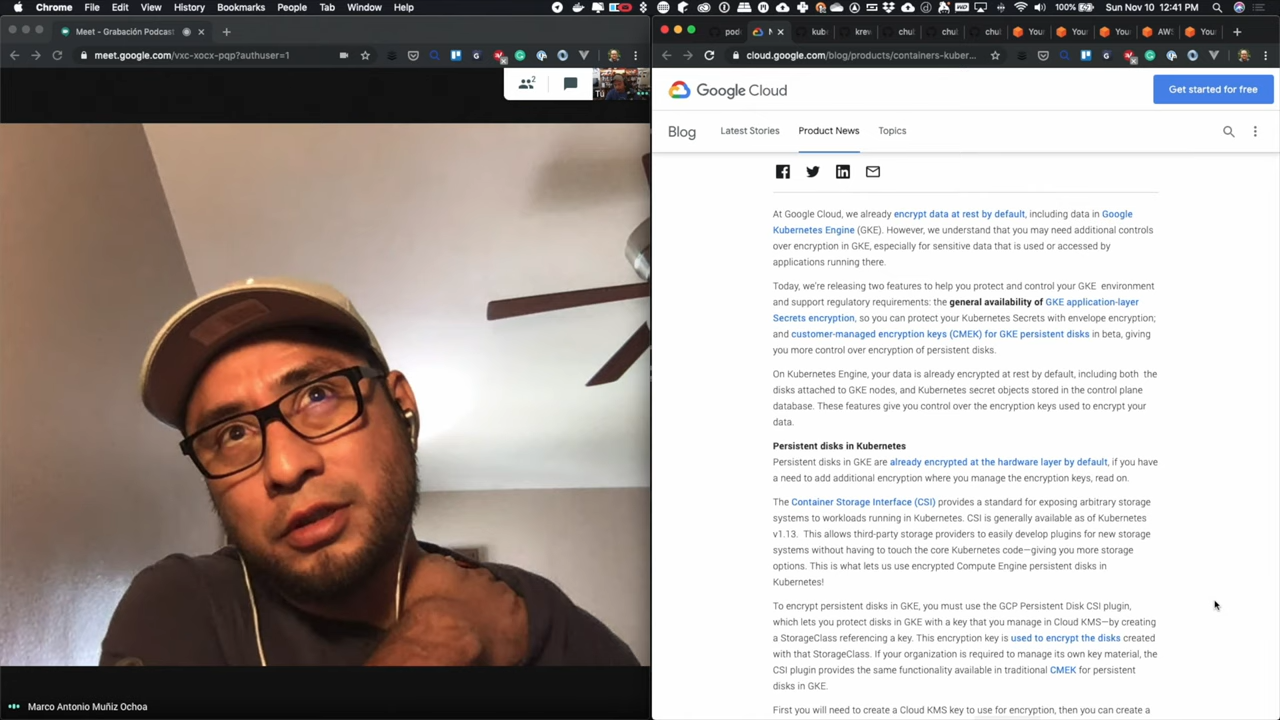 Chrome File Edit View History Bookmarks People Tab Window Help
100% Sun Nov 10 12:41 PM
Meet - Grabación Podcast
meet.google.com/vxc-xocx-pqp?authuser=1
2
Tú
Marco Antonio Muñiz Ochoa
pod
N
kub
krew
chul
chul
chul
You
You
You
AWS
You
cloud.google.com/blog/products/containers-kuber...
Google Cloud
Get started for free
Blog Latest Stories Product News Topics
At Google Cloud, we already encrypt data at rest by default, including data in Google
Kubernetes Engine (GKE). However, we understand that you may need additional controls
over encryption in GKE, especially for sensitive data that is used or accessed by
applications running there.
Today, we're releasing two features to help you protect and control your GKE environment
and support regulatory requirements: the general availability of GKE application-layer
Secrets encryption, so you can protect your Kubernetes Secrets with envelope encryption;
and customer-managed encryption keys (CMEK) for GKE persistent disks in beta, giving
you more control over encryption of persistent disks.
On Kubernetes Engine, your data is already encrypted at rest by default, including both the
disks attached to GKE nodes, and Kubernetes secret objects stored in the control plane
database. These features give you control over the encryption keys used to encrypt your
data.
Persistent disks in Kubernetes
Persistent disks in GKE are already encrypted at the hardware layer by default, if you have
a need to add additional encryption where you manage the encryption keys, read on.
The Container Storage Interface (CSI) provides a standard for exposing arbitrary storage
systems to workloads running in Kubernetes. CSI is generally available as of Kubernetes
v1.13. This allows third-party storage providers to easily develop plugins for new storage
systems without having to touch the core Kubernetes code—giving you more storage
options. This is what lets us use encrypted Compute Engine persistent disks in
Kubernetes!
To encrypt persistent disks in GKE, you must use the GCP Persistent Disk CSI plugin,
which lets you protect disks in GKE with a key that you manage in Cloud KMS—by creating
a StorageClass referencing a key. This encryption key is used to encrypt the disks created
with that StorageClass. If your organization is required to manage its own key material, the
CSI plugin provides the same functionality available in traditional CMEK for persistent
disks in GKE.
First you will need to create a Cloud KMS key to use for encryption, then you can create a